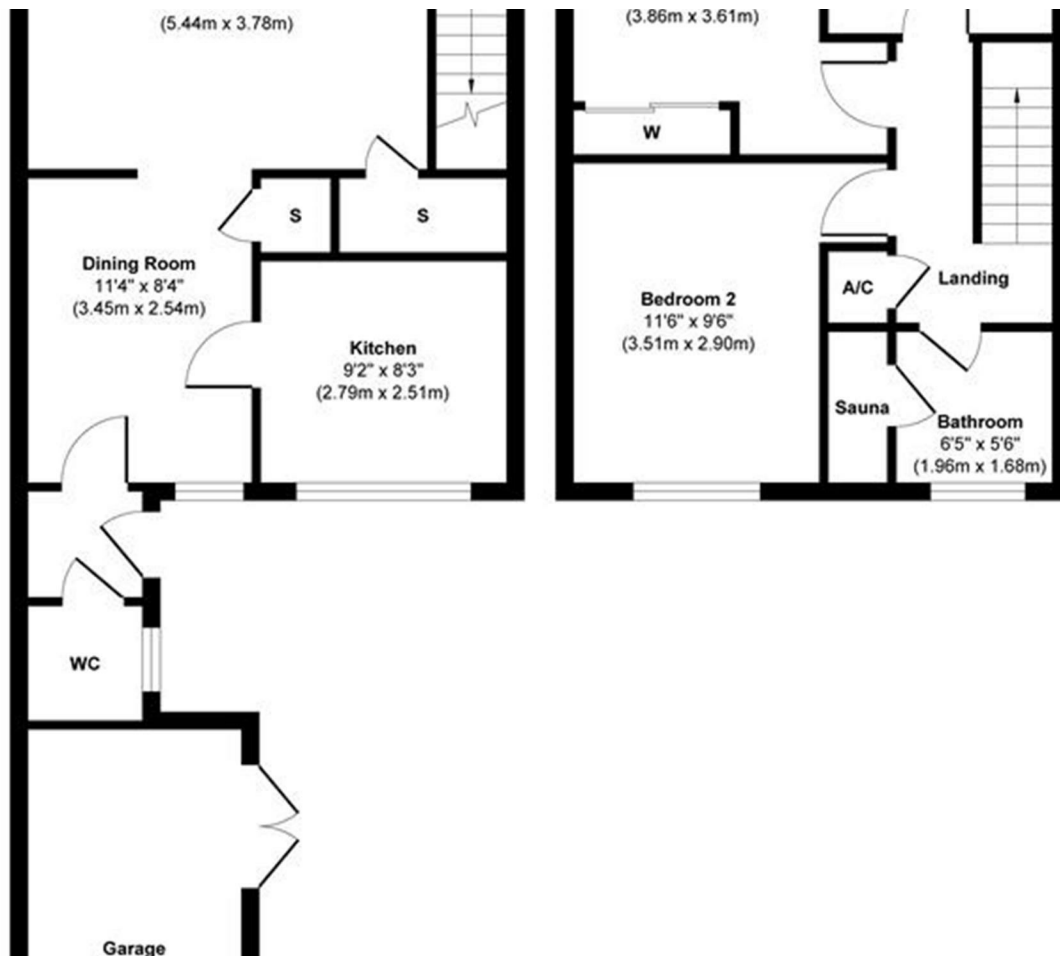 (5.44m x 3.78m)
S
S
Dining Room
11'4" x 8'4"
(3.45m x 2.54m)
Kitchen
9'2" x 8'3"
(2.79m x 2.51m)
WC
Garage
(3.86m x 3.61m)
W
Bedroom 2
11'6" x 9'6"
(3.51m x 2.90m)
A/C
Landing
Sauna
Bathroom
6'5" x 5'6"
(1.96m x 1.68m)